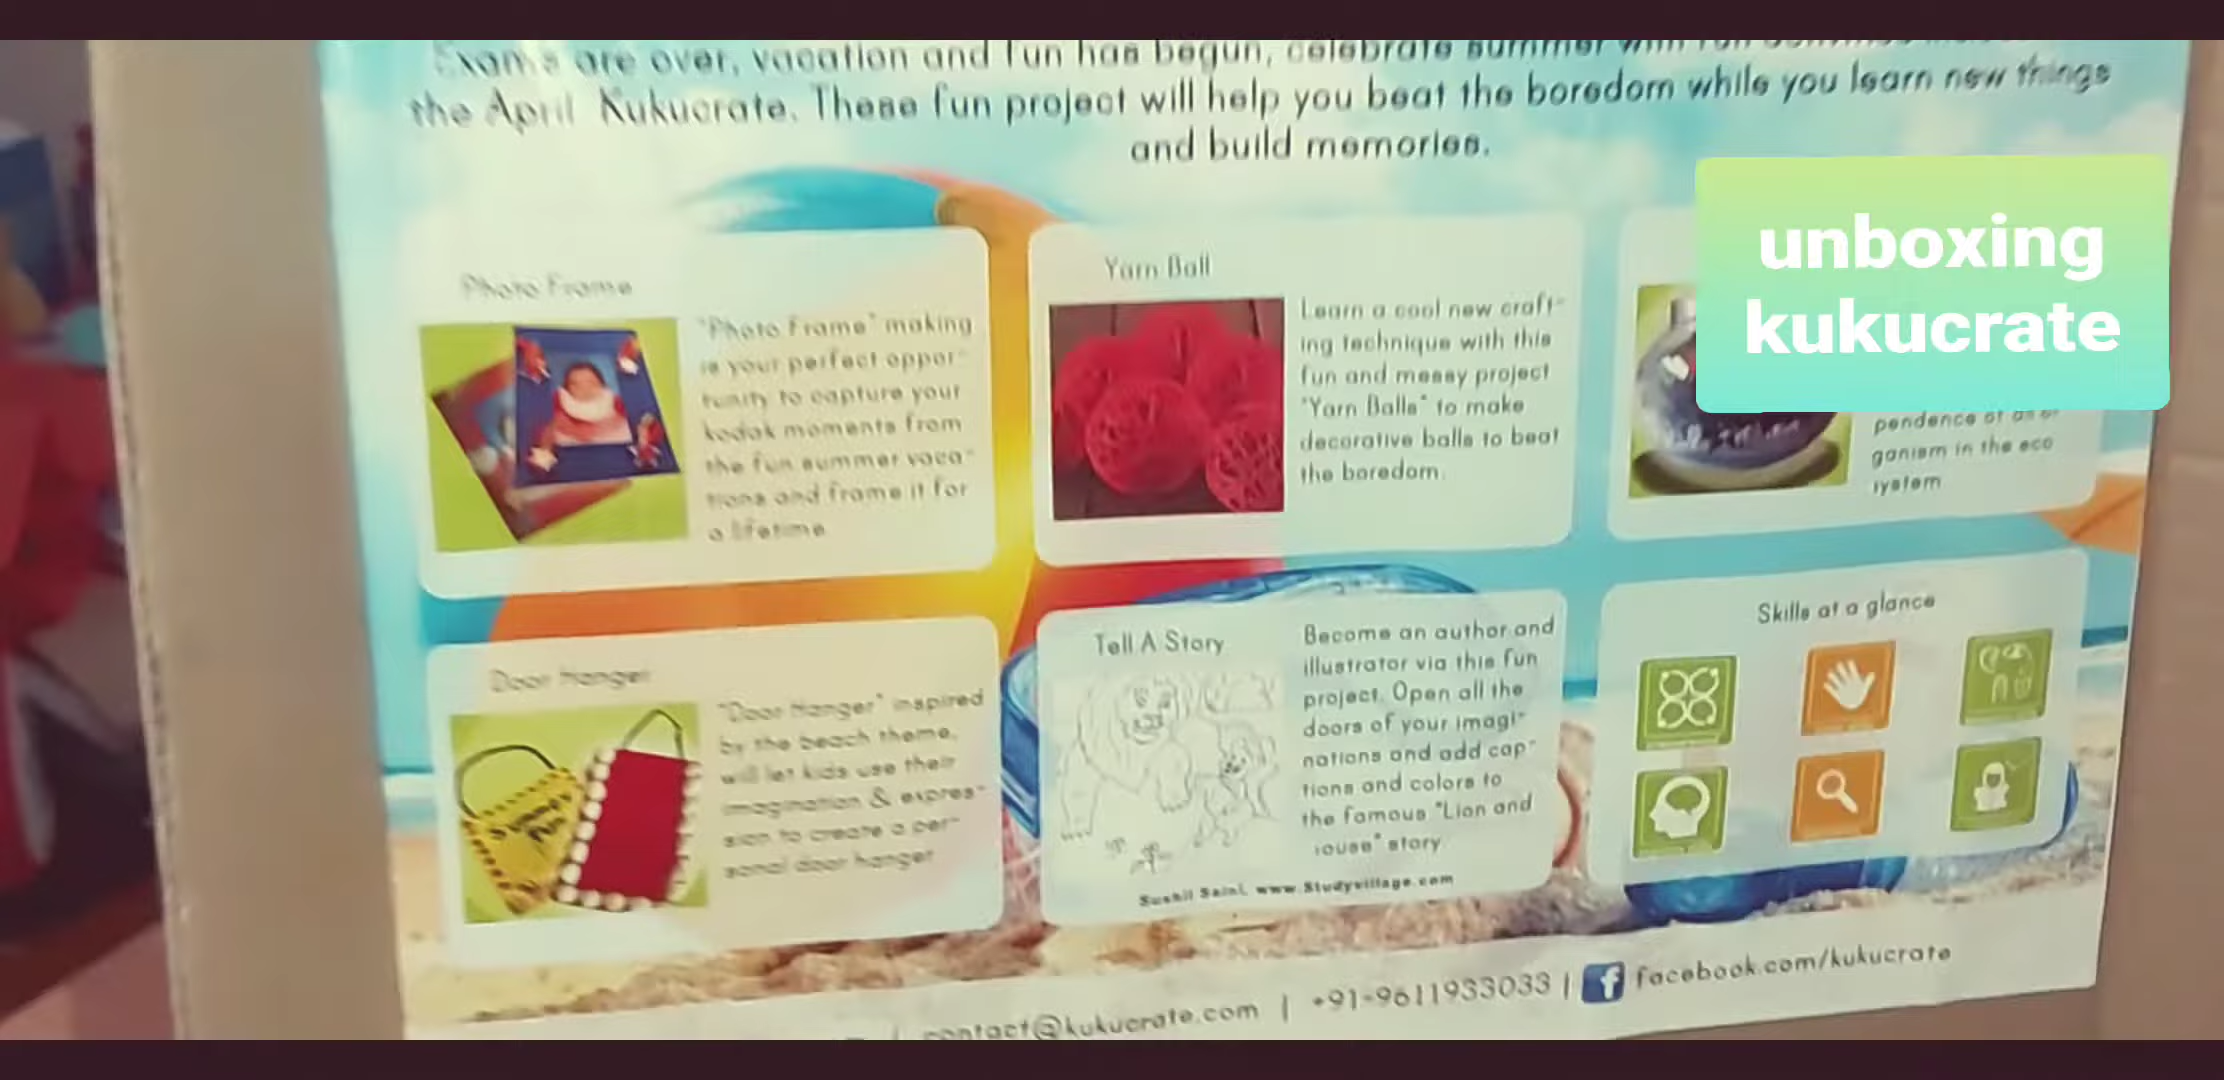 Exams are over, vacation and fun has begun, celebrate summer with fun
the April Kukucrate. These fun project will help you beat the boredom while you learn new things
and build memories.
Photo Frame
"Photo Frame" making
is your perfect oppor-
tunity to capture your
kodak moments from
the fun summer vaca-
tions and frame it for
a lifetime
Yarn Ball
Learn a cool new craft-
ing technique with this
fun and messy project
"Yarn Balls" to make
decorative balls to beat
the boredom.
unboxing
kukucrate
pendence of an or
ganism in the eco
system
Door Hanger
"Door Hanger" inspired
by the beach theme,
will let kids use their
imagination & expres-
sion to create a per-
sonal door hanger
Summer
Fun
Tell A Story
Become an author and
illustrator via this fun
project. Open all the
doors of your imagi-
nations and add cap-
tions and colors to
the famous "Lion and
ouse" story
Sushil Saini, www.Studyvillage.com
Skills at a glance
contact@kukucrate.com | +91-9611933033 | f facebook.com/kukucrate